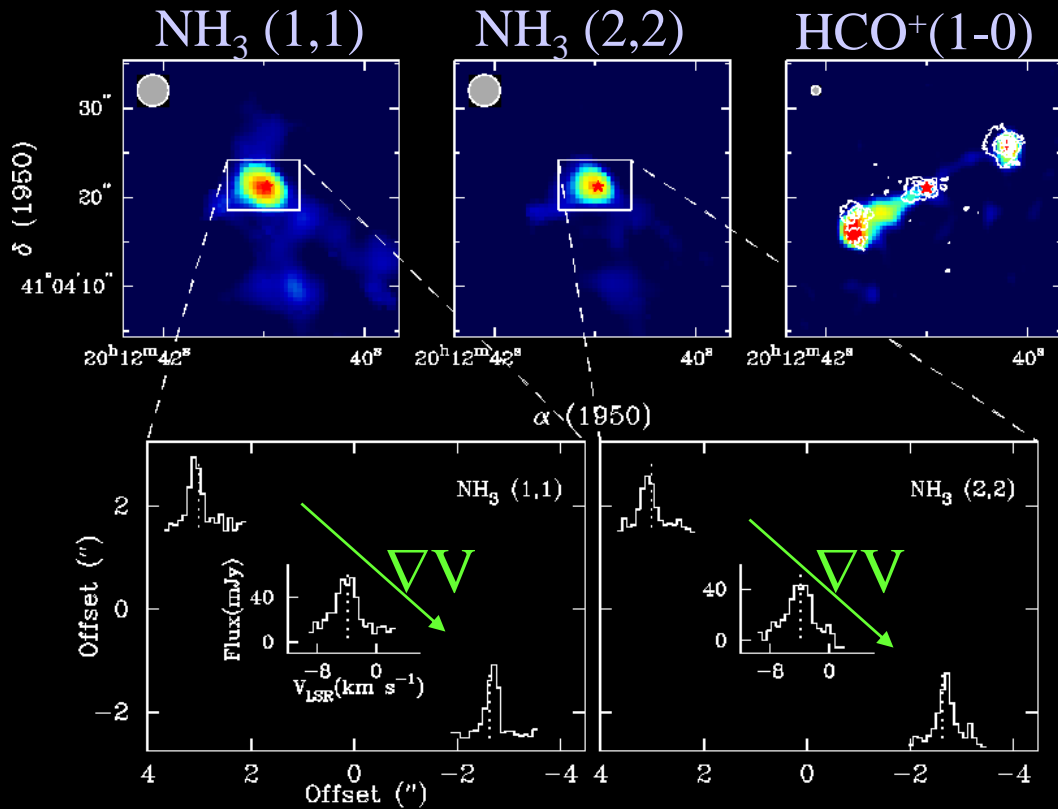 NH₃ (1,1)
NH₃ (2,2)
HCO⁺(1-0)
δ (1950)
30"
20"
41°04'10"
20ʰ12ᵐ42ˢ
40ˢ
20ʰ12ᵐ42ˢ
40ˢ
20ʰ12ᵐ42ˢ
40ˢ
α (1950)
NH₃ (1,1)
NH₃ (2,2)
∇V
∇V
Offset (")
2
0
-2
Flux(mJy)
40
0
-8
0
V_LSR(km s⁻¹)
40
0
-8
0
4
2
0
-2
-4
4
2
0
-2
-4
Offset (")